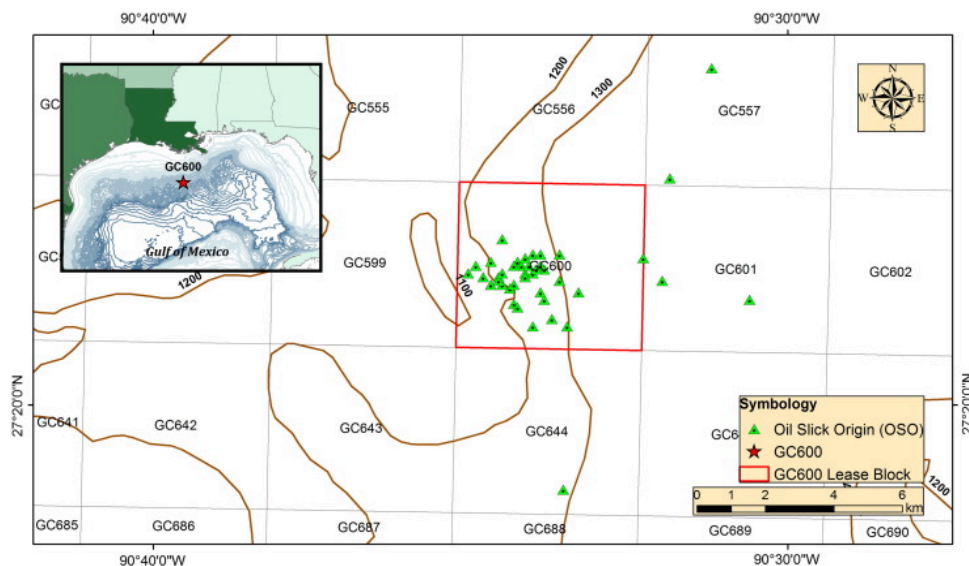 90°40'0"W
90°30'0"W
1200
1300
GC555
GC556
GC557
N
W
E
S
GC600
Gulf of Mexico
GC599
GC600
GC601
GC602
1200
1100
27°20'0"N
27°20'0"N
GC641
GC642
GC643
GC644
Symbology
Oil Slick Origin (OSO)
GC600
GC600 Lease Block
1200
0 1 2 4 6
km
GC685
GC686
GC687
GC688
GC689
GC690
90°40'0"W
90°30'0"W